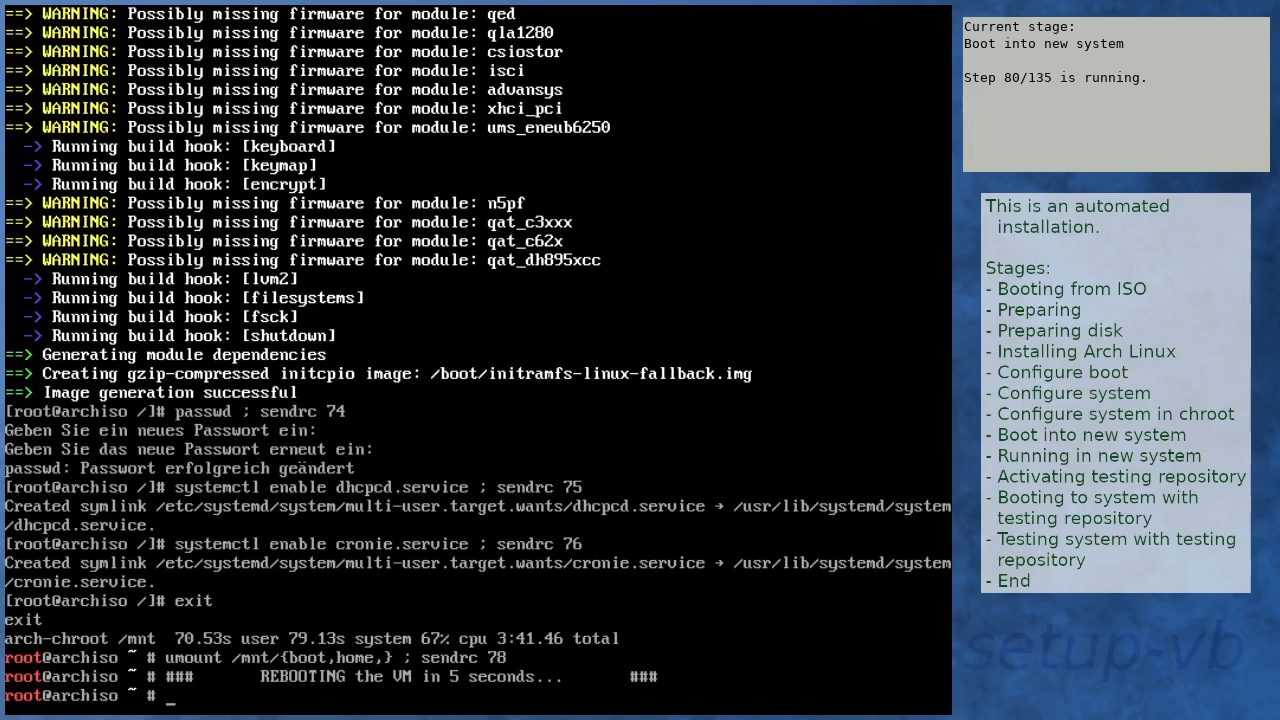 ==> WARNING: Possibly missing firmware for module: qed
==> WARNING: Possibly missing firmware for module: qla1280
==> WARNING: Possibly missing firmware for module: csiostor
==> WARNING: Possibly missing firmware for module: isci
==> WARNING: Possibly missing firmware for module: advansys
==> WARNING: Possibly missing firmware for module: xhci_pci
==> WARNING: Possibly missing firmware for module: ums_eneub6250
  -> Running build hook: [keyboard]
  -> Running build hook: [keymap]
  -> Running build hook: [encrypt]
==> WARNING: Possibly missing firmware for module: n5pf
==> WARNING: Possibly missing firmware for module: qat_c3xxx
==> WARNING: Possibly missing firmware for module: qat_c62x
==> WARNING: Possibly missing firmware for module: qat_dh895xcc
  -> Running build hook: [lvm2]
  -> Running build hook: [filesystems]
  -> Running build hook: [fsck]
  -> Running build hook: [shutdown]
==> Generating module dependencies
==> Creating gzip-compressed initcpio image: /boot/initramfs-linux-fallback.img
==> Image generation successful
[root@archiso /]# passwd ; sendrc 74
Geben Sie ein neues Passwort ein:
Geben Sie das neue Passwort erneut ein:
passwd: Passwort erfolgreich geändert
[root@archiso /]# systemctl enable dhcpcd.service ; sendrc 75
Created symlink /etc/systemd/system/multi-user.target.wants/dhcpcd.service → /usr/lib/systemd/system
/dhcpcd.service.
[root@archiso /]# systemctl enable cronie.service ; sendrc 76
Created symlink /etc/systemd/system/multi-user.target.wants/cronie.service → /usr/lib/systemd/system
/cronie.service.
[root@archiso /]# exit
exit
arch-chroot /mnt  70.53s user 79.13s system 67% cpu 3:41.46 total
root@archiso ~ # umount /mnt/{boot,home,} ; sendrc 78
root@archiso ~ # ###       REBOOTING the VM in 5 seconds...       ###
root@archiso ~ # _
Current stage:
Boot into new system
Step 80/135 is running.
This is an automated
installation.
Stages:
- Booting from ISO
- Preparing
- Preparing disk
- Installing Arch Linux
- Configure boot
- Configure system
- Configure system in chroot
- Boot into new system
- Running in new system
- Activating testing repository
- Booting to system with
testing repository
- Testing system with testing
repository
- End
-setup-vb